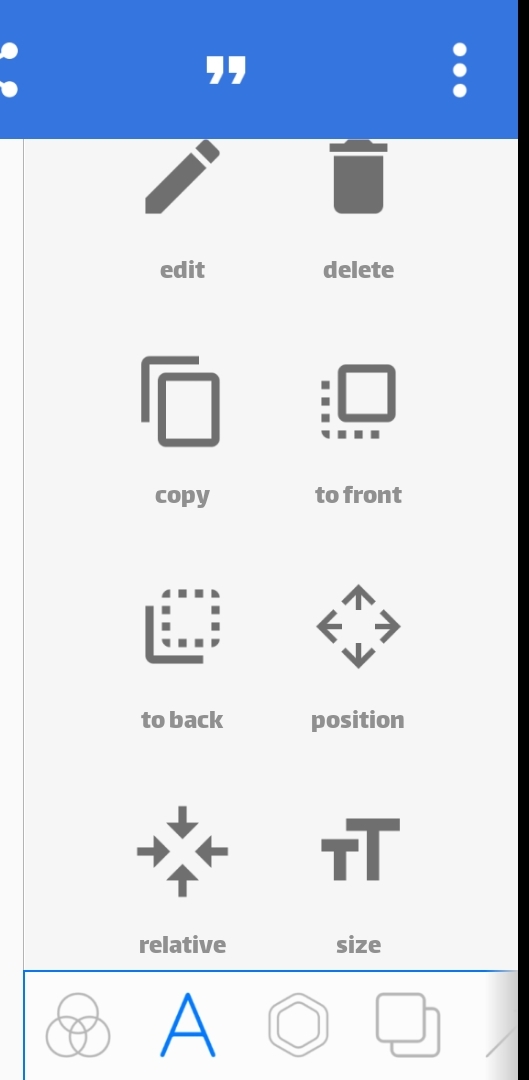 edit
delete
copy
to front
to back
position
relative
size